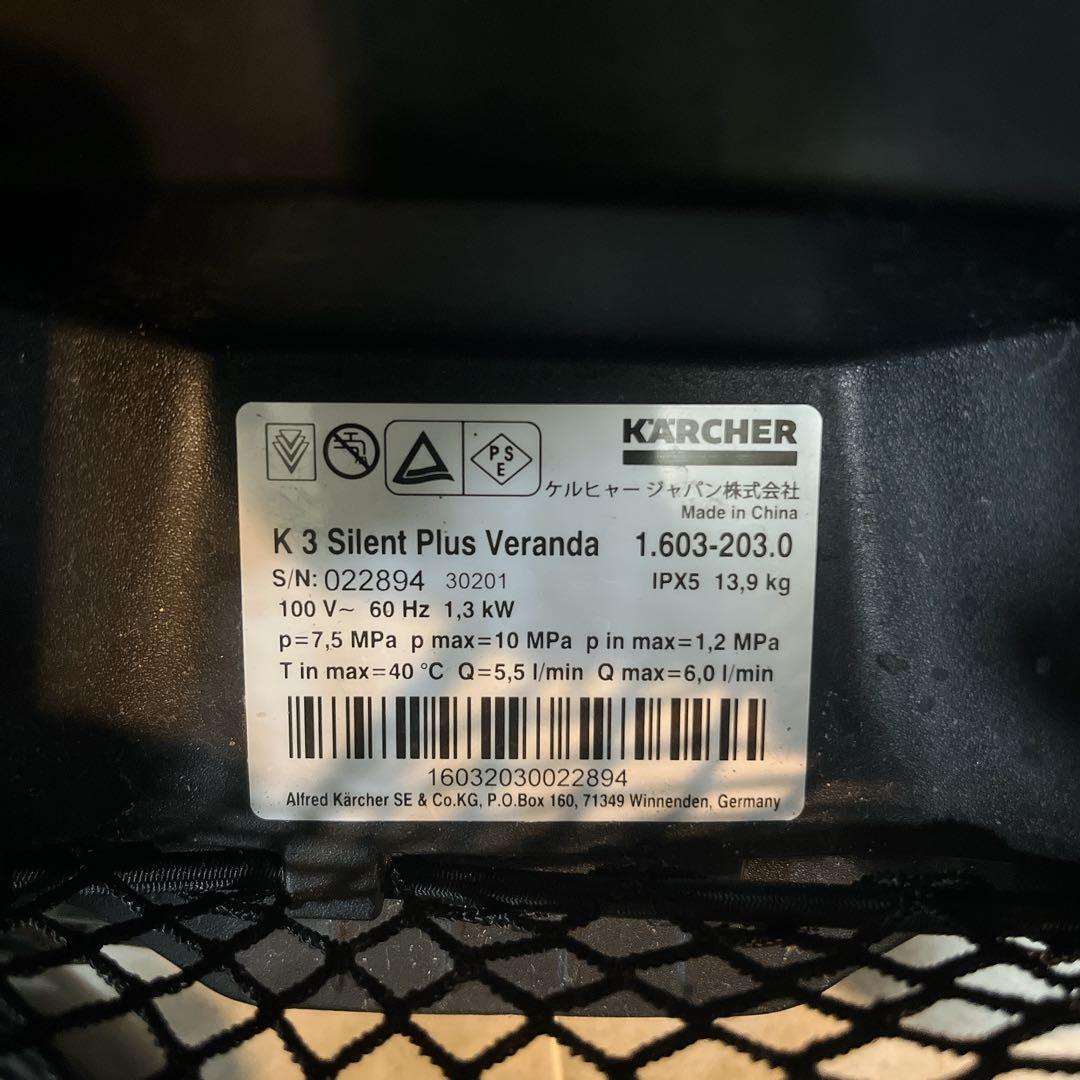 KÄRCHER
PS
E
ケルヒャー ジャパン株式会社
Made in China
K 3 Silent Plus Veranda 1.603-203.0
S/N: 022894 30201 IPX5 13,9 kg
100 V~ 60 Hz 1,3 kW
p=7,5 MPa p max=10 MPa p in max=1,2 MPa
T in max=40 °C Q=5,5 l/min Q max=6,0 l/min
16032030022894
Alfred Kärcher SE & Co.KG, P.O.Box 160, 71349 Winnenden, Germany